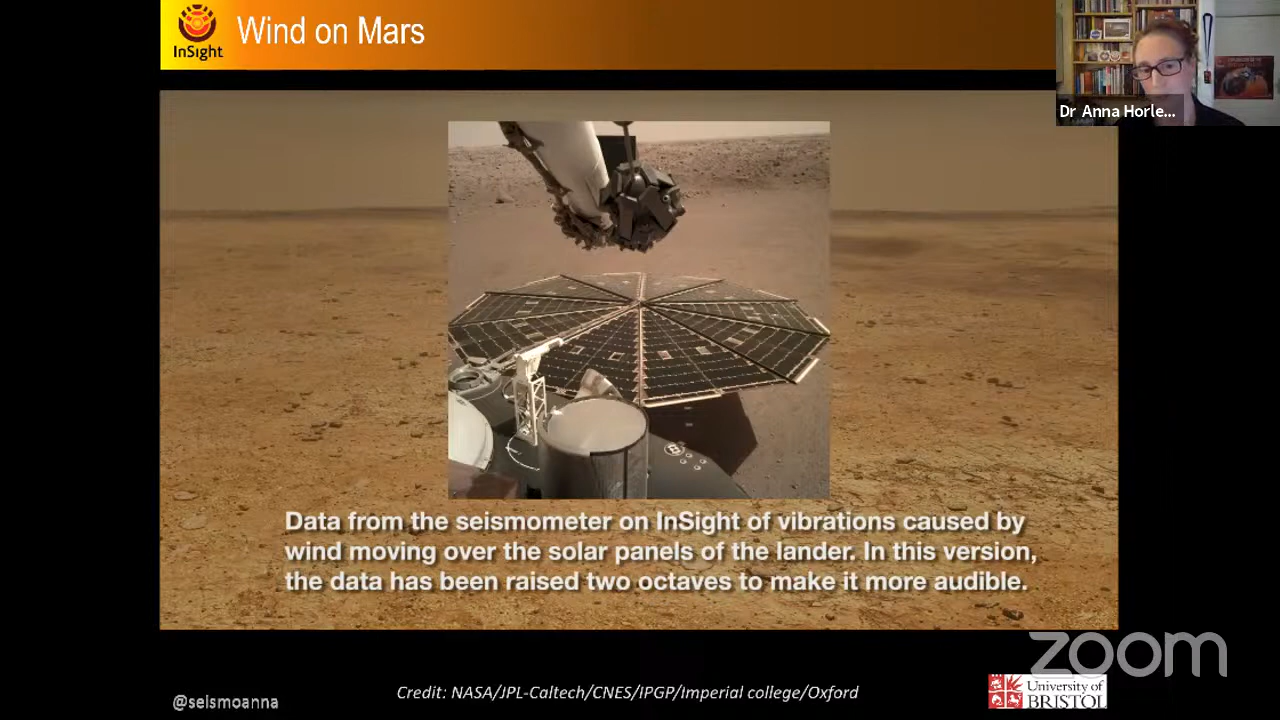 InSight
Wind on Mars
Dr Anna Horle...
Data from the seismometer on InSight of vibrations caused by
wind moving over the solar panels of the lander. In this version,
the data has been raised two octaves to make it more audible.
zoom
@seismoanna
Credit: NASA/JPL-Caltech/CNES/IPGP/Imperial college/Oxford
University of
BRISTOL